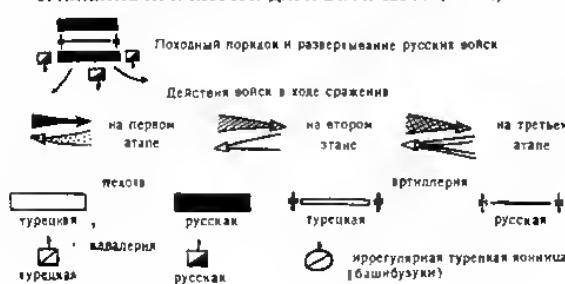 Походный порядок и развертывание русских войск
Действия войск в ходе сражения
на первом этапе
на втором этапе
на третьем этапе
пехота
артиллерия
турецкая, русская турецкая русская
кавалерия
турецкая русская
иррегулярная турецкая конница
(башибузуки)